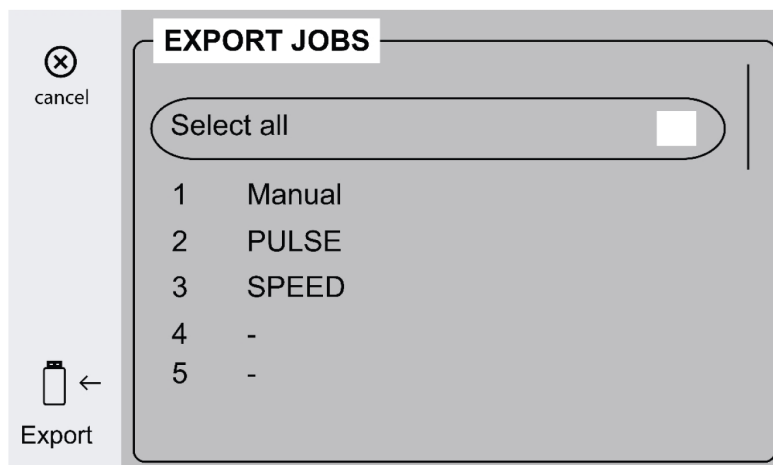 EXPORT JOBS
cancel
Select all
1 Manual
2 PULSE
3 SPEED
4 -
5 -
Export